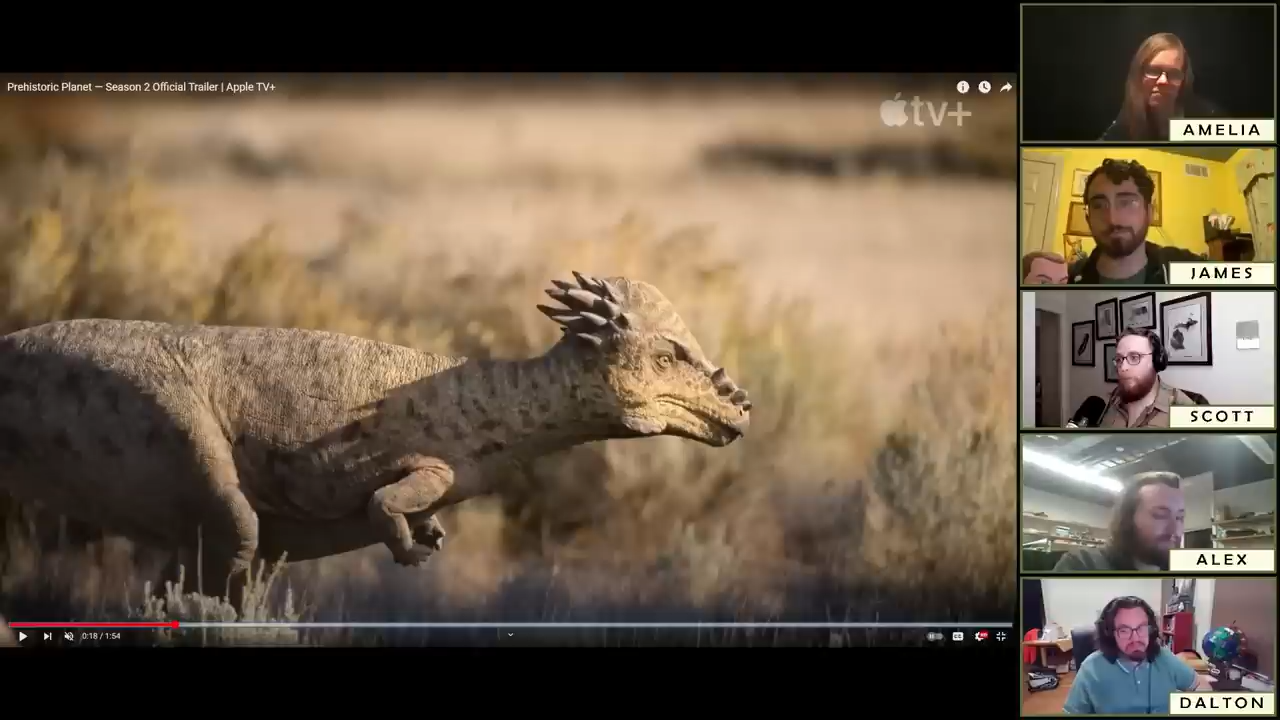 Prehistoric Planet — Season 2 Official Trailer | Apple TV+
tv+
0:18 / 1:54
AMELIA
JAMES
SCOTT
ALEX
DALTON